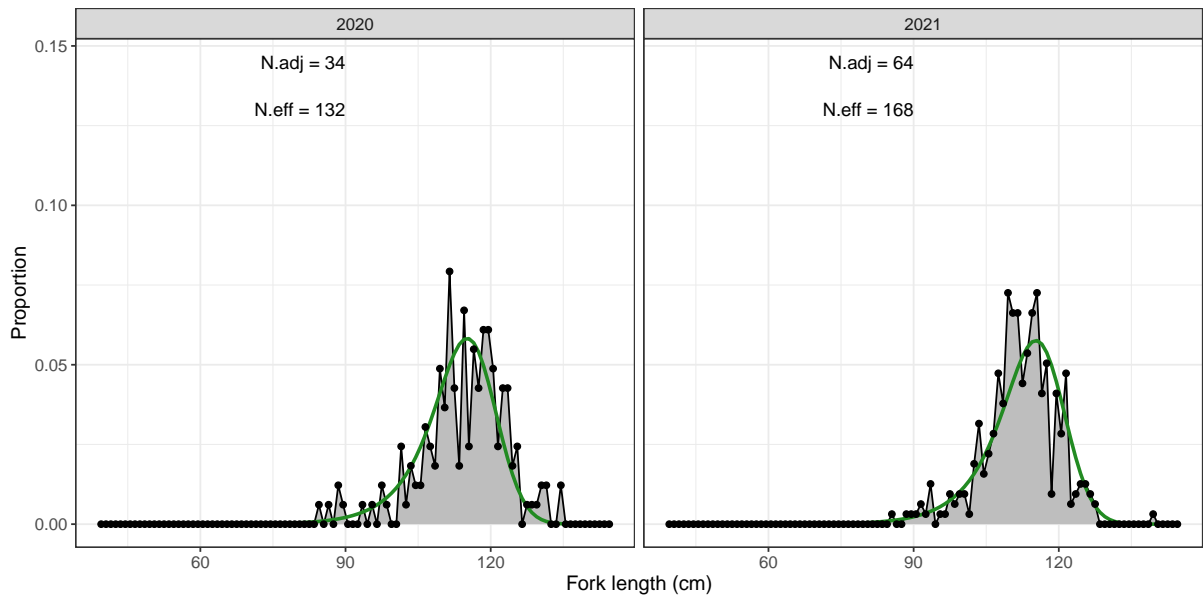 2020
2021
N.adj = 34
N.adj = 64
N.eff = 132
N.eff = 168
0.15
0.10
0.05
0.00
Proportion
60
90
120
60
90
120
Fork length (cm)